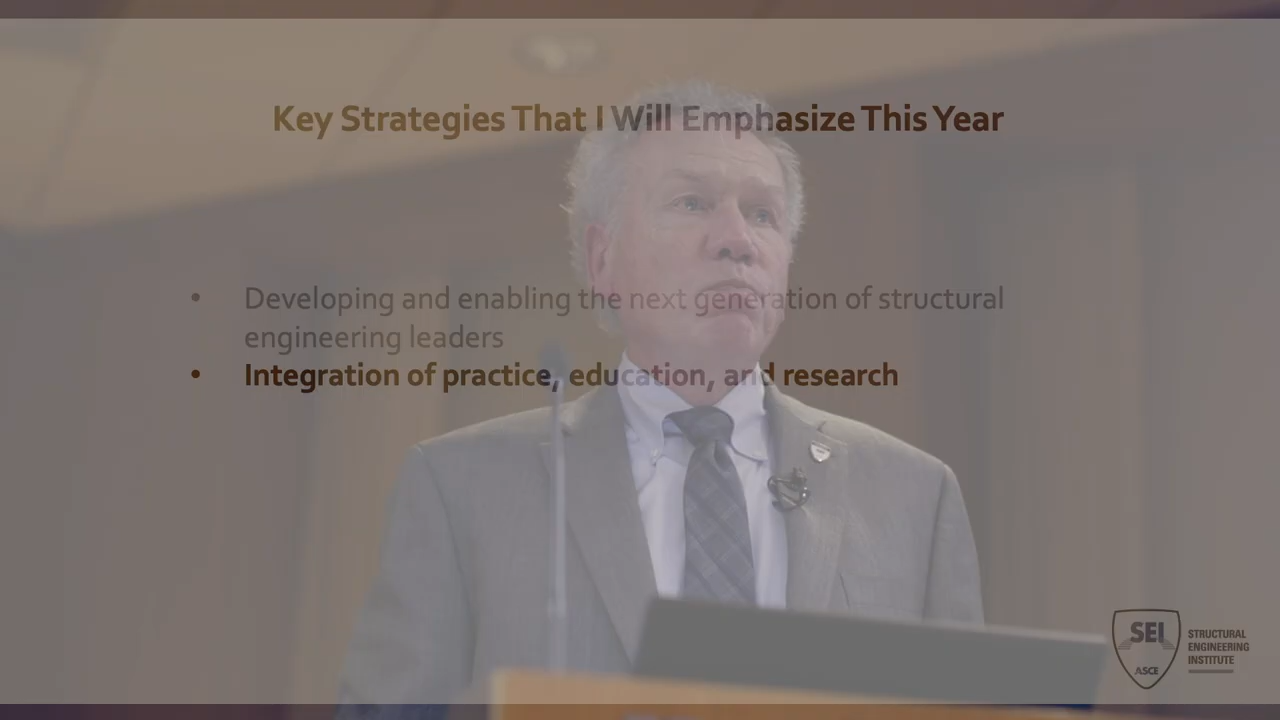 Key Strategies That I Will Emphasize This Year
• Developing and enabling the next generation of structural
engineering leaders
• Integration of practice, education, and research
SEI
ASCE
STRUCTURAL
ENGINEERING
INSTITUTE